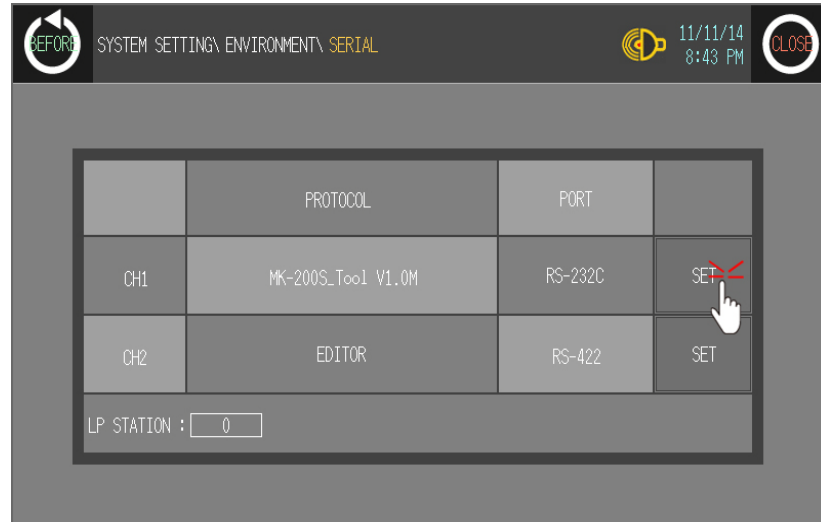 BEFORE
SYSTEM SETTING\ ENVIRONMENT\ SERIAL
11/11/14
8:43 PM
CLOSE
PROTOCOL PORT
CH1 MK-200S_Tool V1.0M RS-232C SET
CH2 EDITOR RS-422 SET
LP STATION : 0